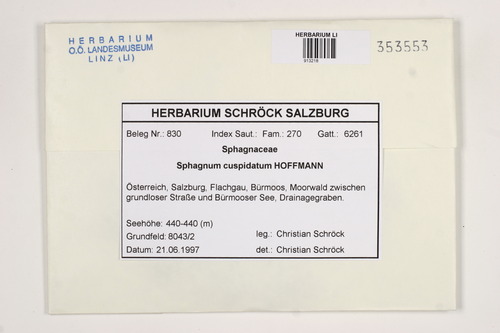 HERBARIUM
O.Ö. LANDESMUSEUM
LINZ (LI)
HERBARIUM LI
353553
HERBARIUM SCHRÖCK SALZBURG
Beleg Nr.: 830 Index Saut.: Fam.: 270 Gatt.: 6261
Sphagnaceae
Sphagnum cuspidatum HOFFMANN
Österreich, Salzburg, Flachgau, Bürmoos, Moorwald zwischen
grundloser Straße und Bürmooser See, Drainagegraben.
Seehöhe: 440-440 (m)
Grundfeld: 8043/2 leg.: Christian Schröck
Datum: 21.06.1997 det.: Christian Schröck